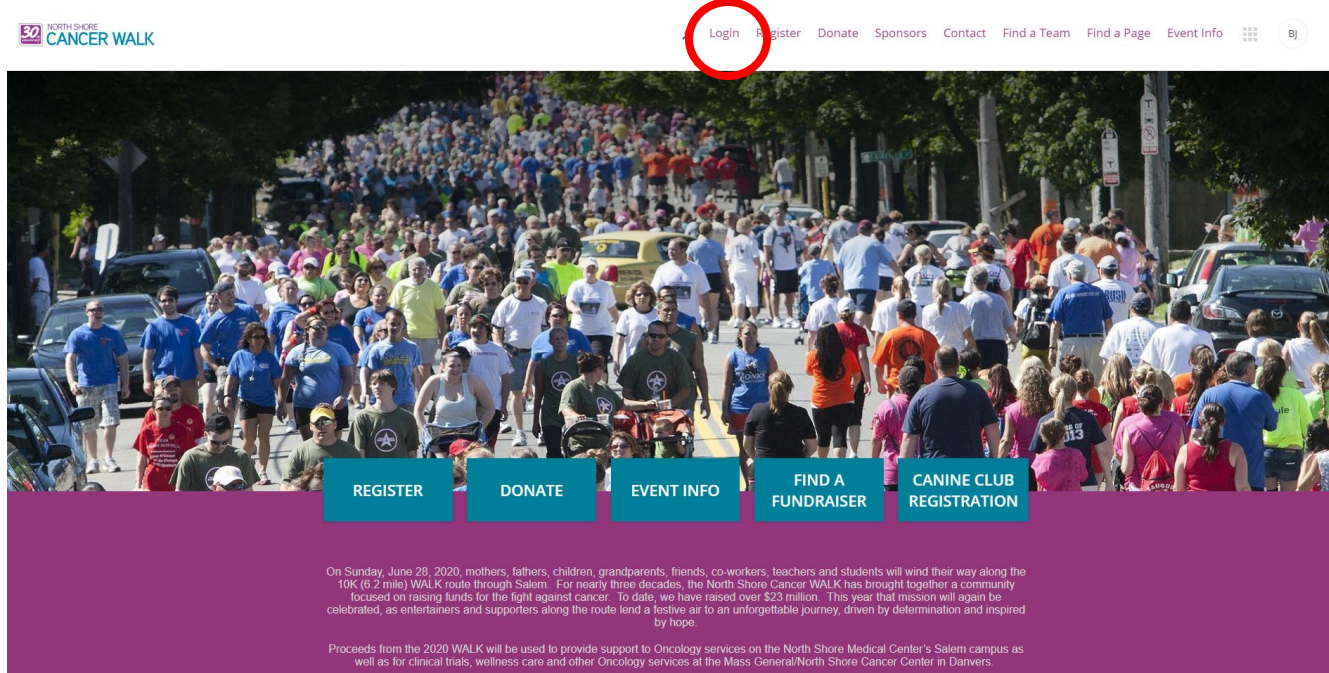 30
NORTH SHORE
CANCER WALK
Login Register Donate Sponsors Contact Find a Team Find a Page Event Info BJ
REGISTER
DONATE
EVENT INFO
FIND A
FUNDRAISER
CANINE CLUB
REGISTRATION
On Sunday, June 28, 2020, mothers, fathers, children, grandparents, friends, co-workers, teachers and students will wind their way along the
10K (6.2 mile) WALK route through Salem. For nearly three decades, the North Shore Cancer WALK has brought together a community
focused on raising funds for the fight against cancer. To date, we have raised over $23 million. This year that mission will again be
celebrated, as entertainers and supporters along the route lend a festive air to an unforgettable journey, driven by determination and inspired
by hope.
Proceeds from the 2020 WALK will be used to provide support to Oncology services on the North Shore Medical Center's Salem campus as
well as for clinical trials, wellness care and other Oncology services at the Mass General/North Shore Cancer Center in Danvers.